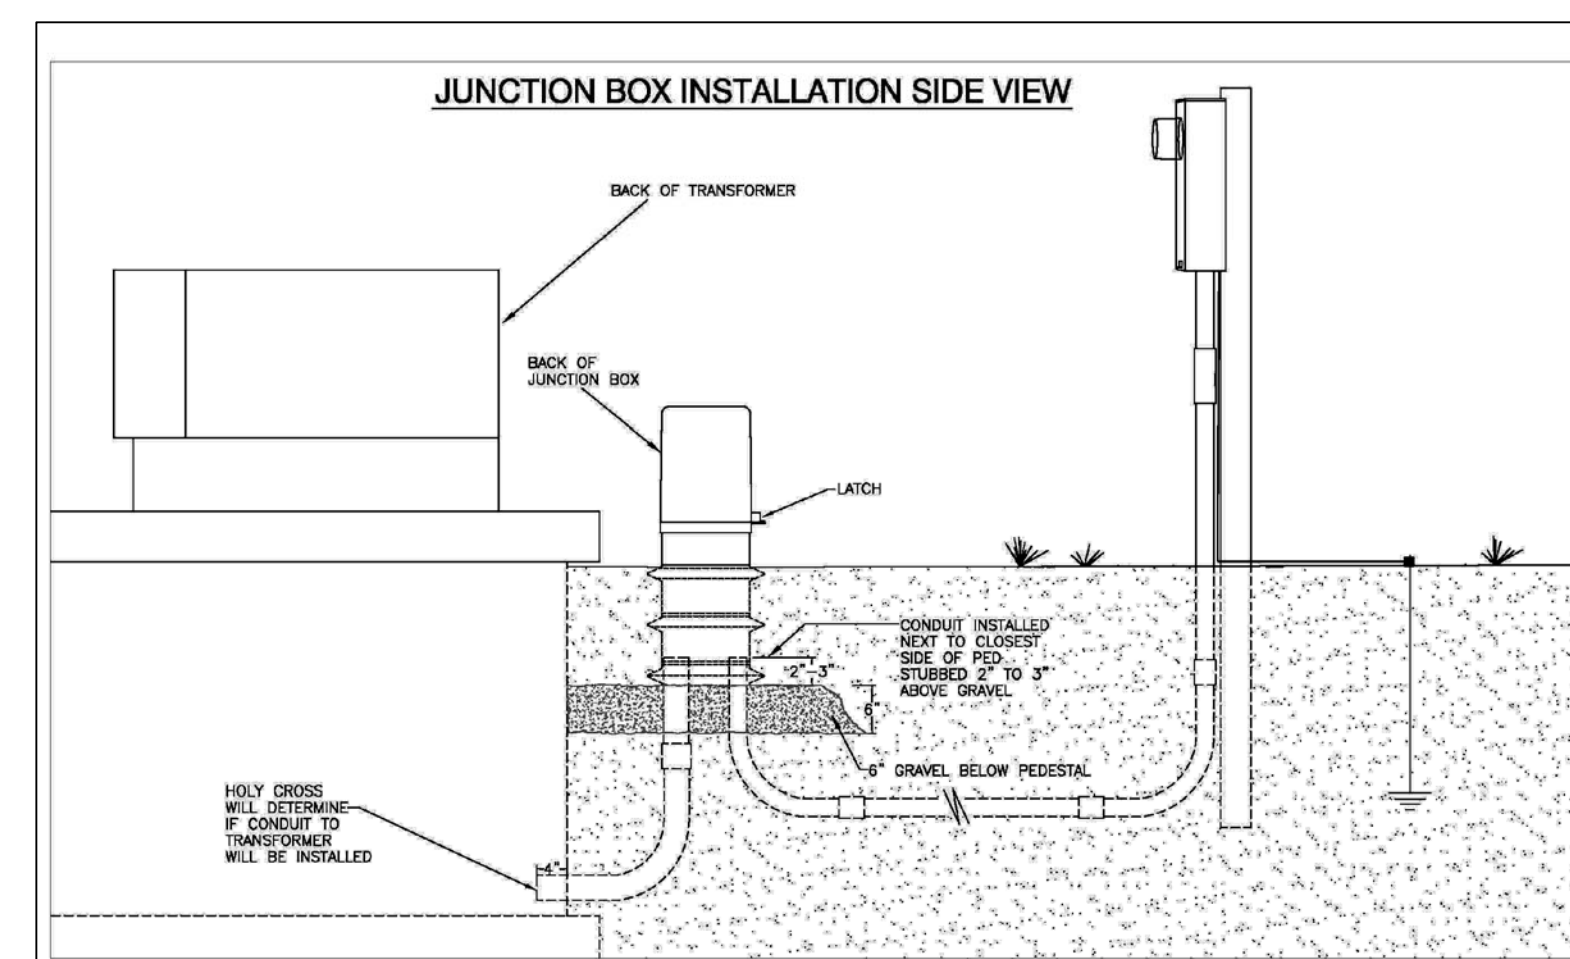 JUNCTION BOX INSTALLATION SIDE VIEW
BACK OF TRANSFORMER
BACK OF
JUNCTION BOX
LATCH
CONDUIT INSTALLED
NEXT TO CLOSEST
SIDE OF PED
STUBBED 2" TO 3"
ABOVE GRAVEL
2"-3"
6"
6" GRAVEL BELOW PEDESTAL
HOLY CROSS
WILL DETERMINE
IF CONDUIT TO
TRANSFORMER
WILL BE INSTALLED
4"